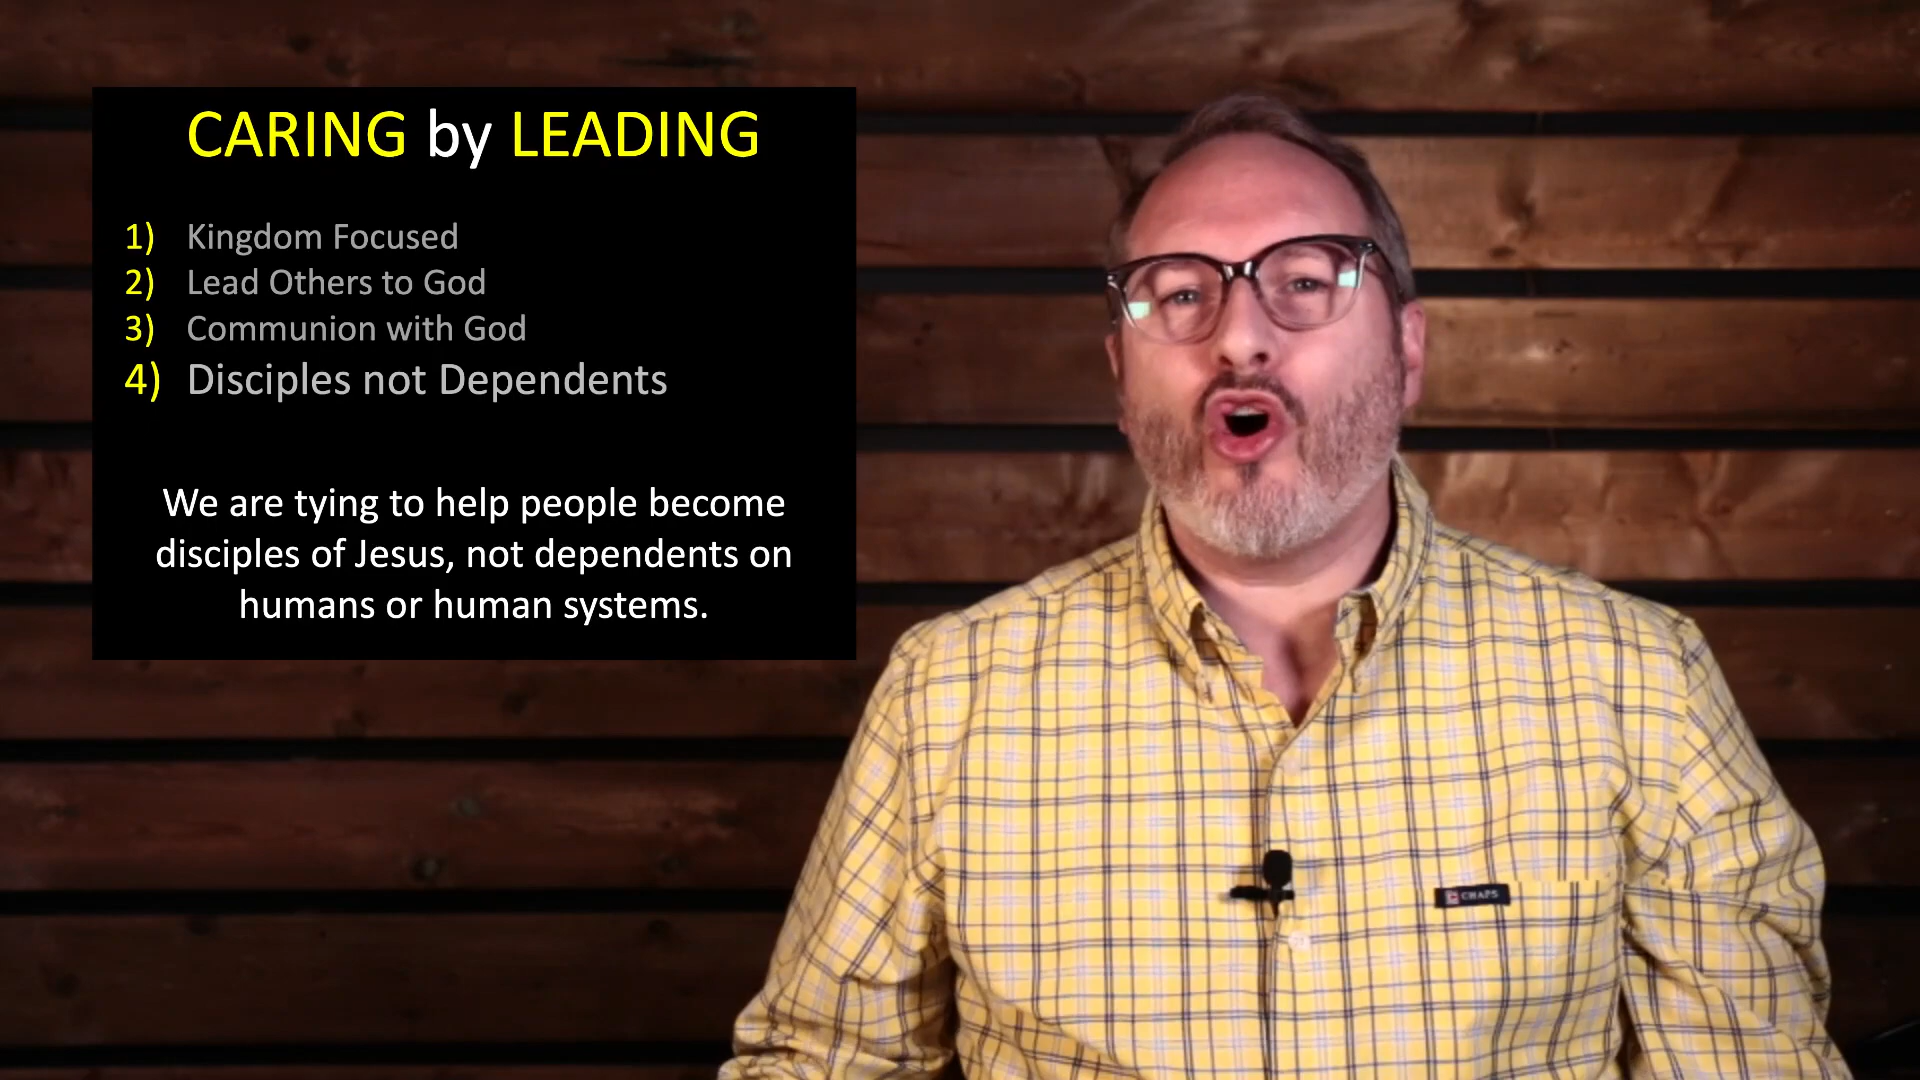 CARING by LEADING
1) Kingdom Focused
2) Lead Others to God
3) Communion with God
4) Disciples not Dependents
We are tying to help people become
disciples of Jesus, not dependents on
humans or human systems.
CHAPS